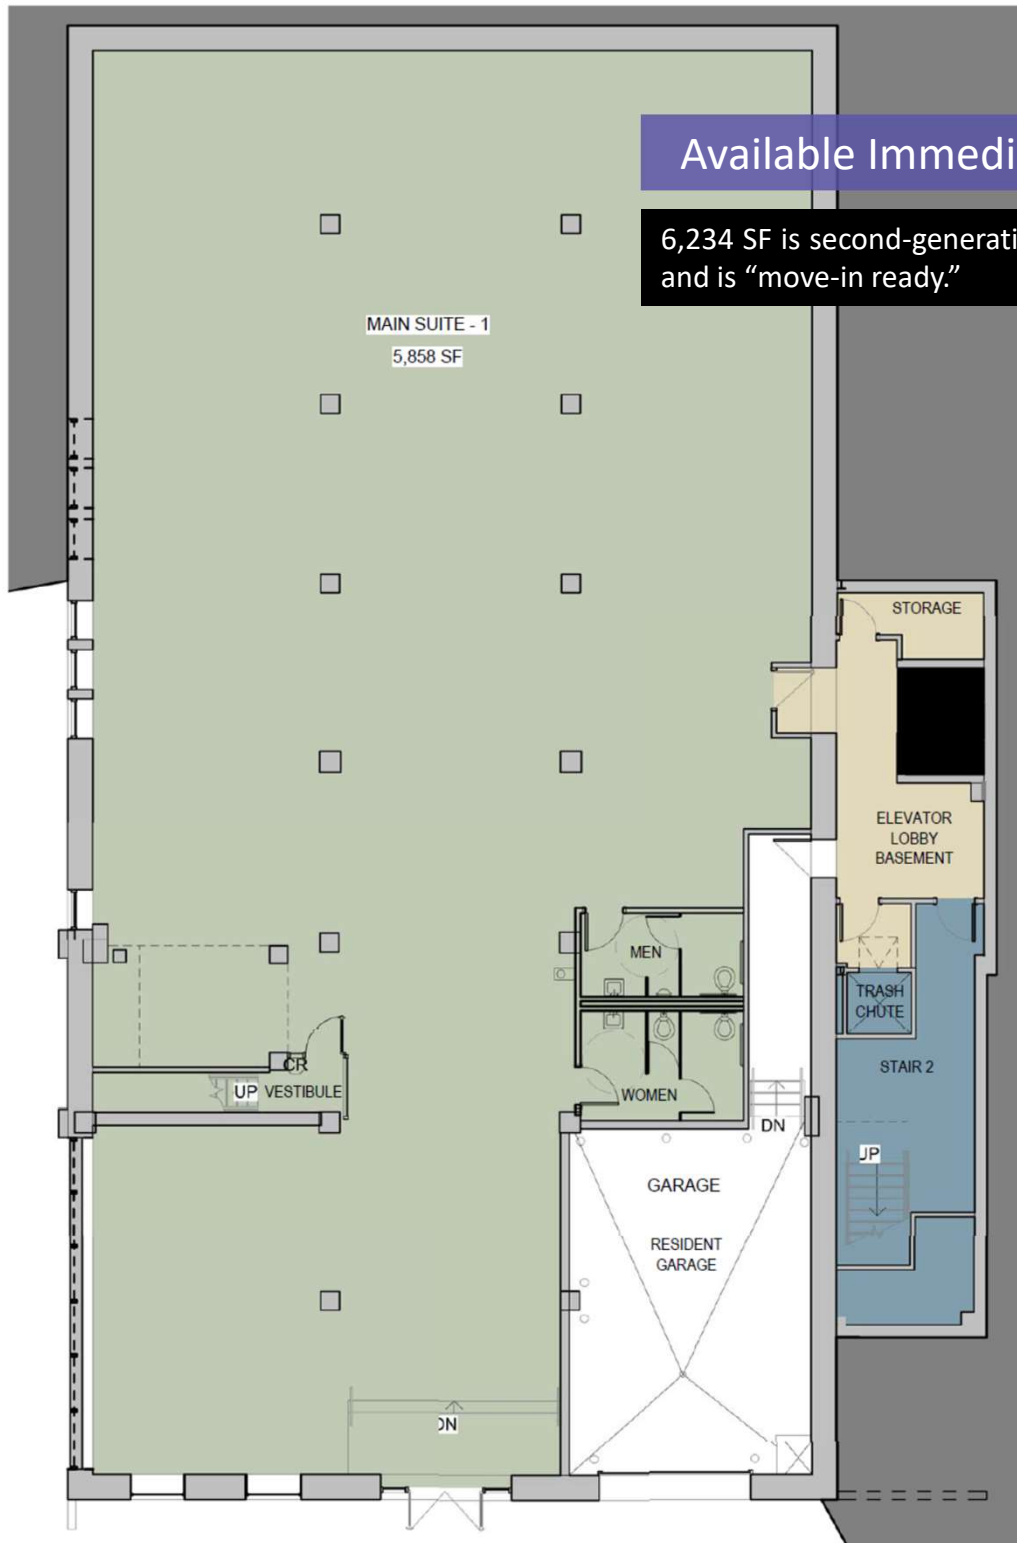 Available Immedi
6,234 SF is second-generati
and is “move-in ready.”
MAIN SUITE - 1
5,858 SF
STORAGE
ELEVATOR
LOBBY
BASEMENT
MEN
TRASH
CHUTE
CR
UP VESTIBULE
WOMEN
STAIR 2
DN
UP
GARAGE
RESIDENT
GARAGE
DN